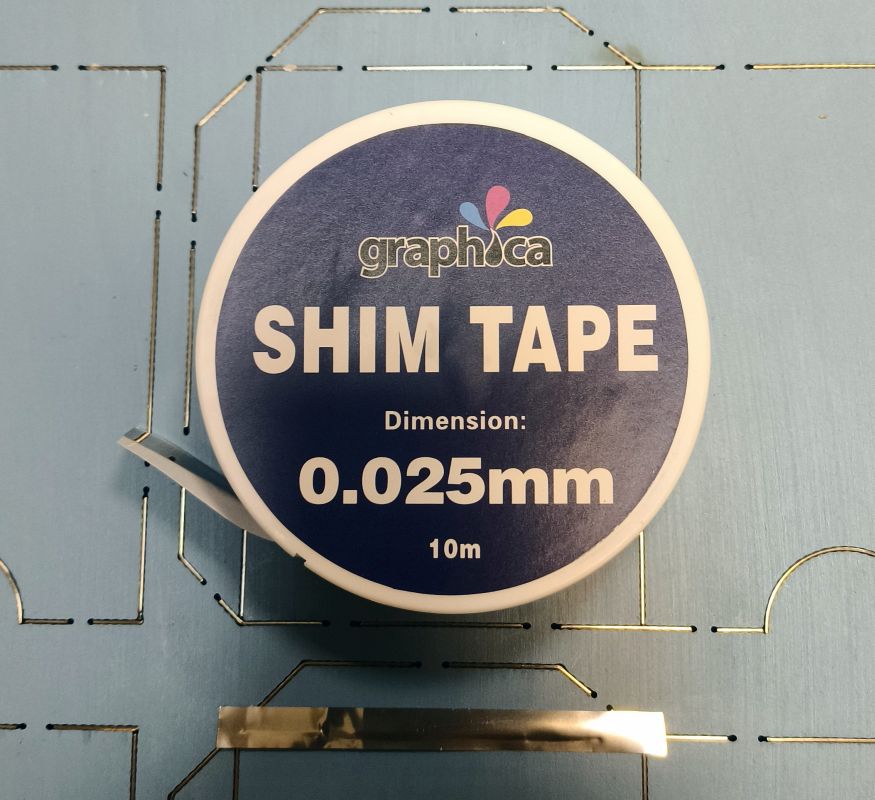 graphica
SHIM TAPE
Dimension:
0.025mm
10m